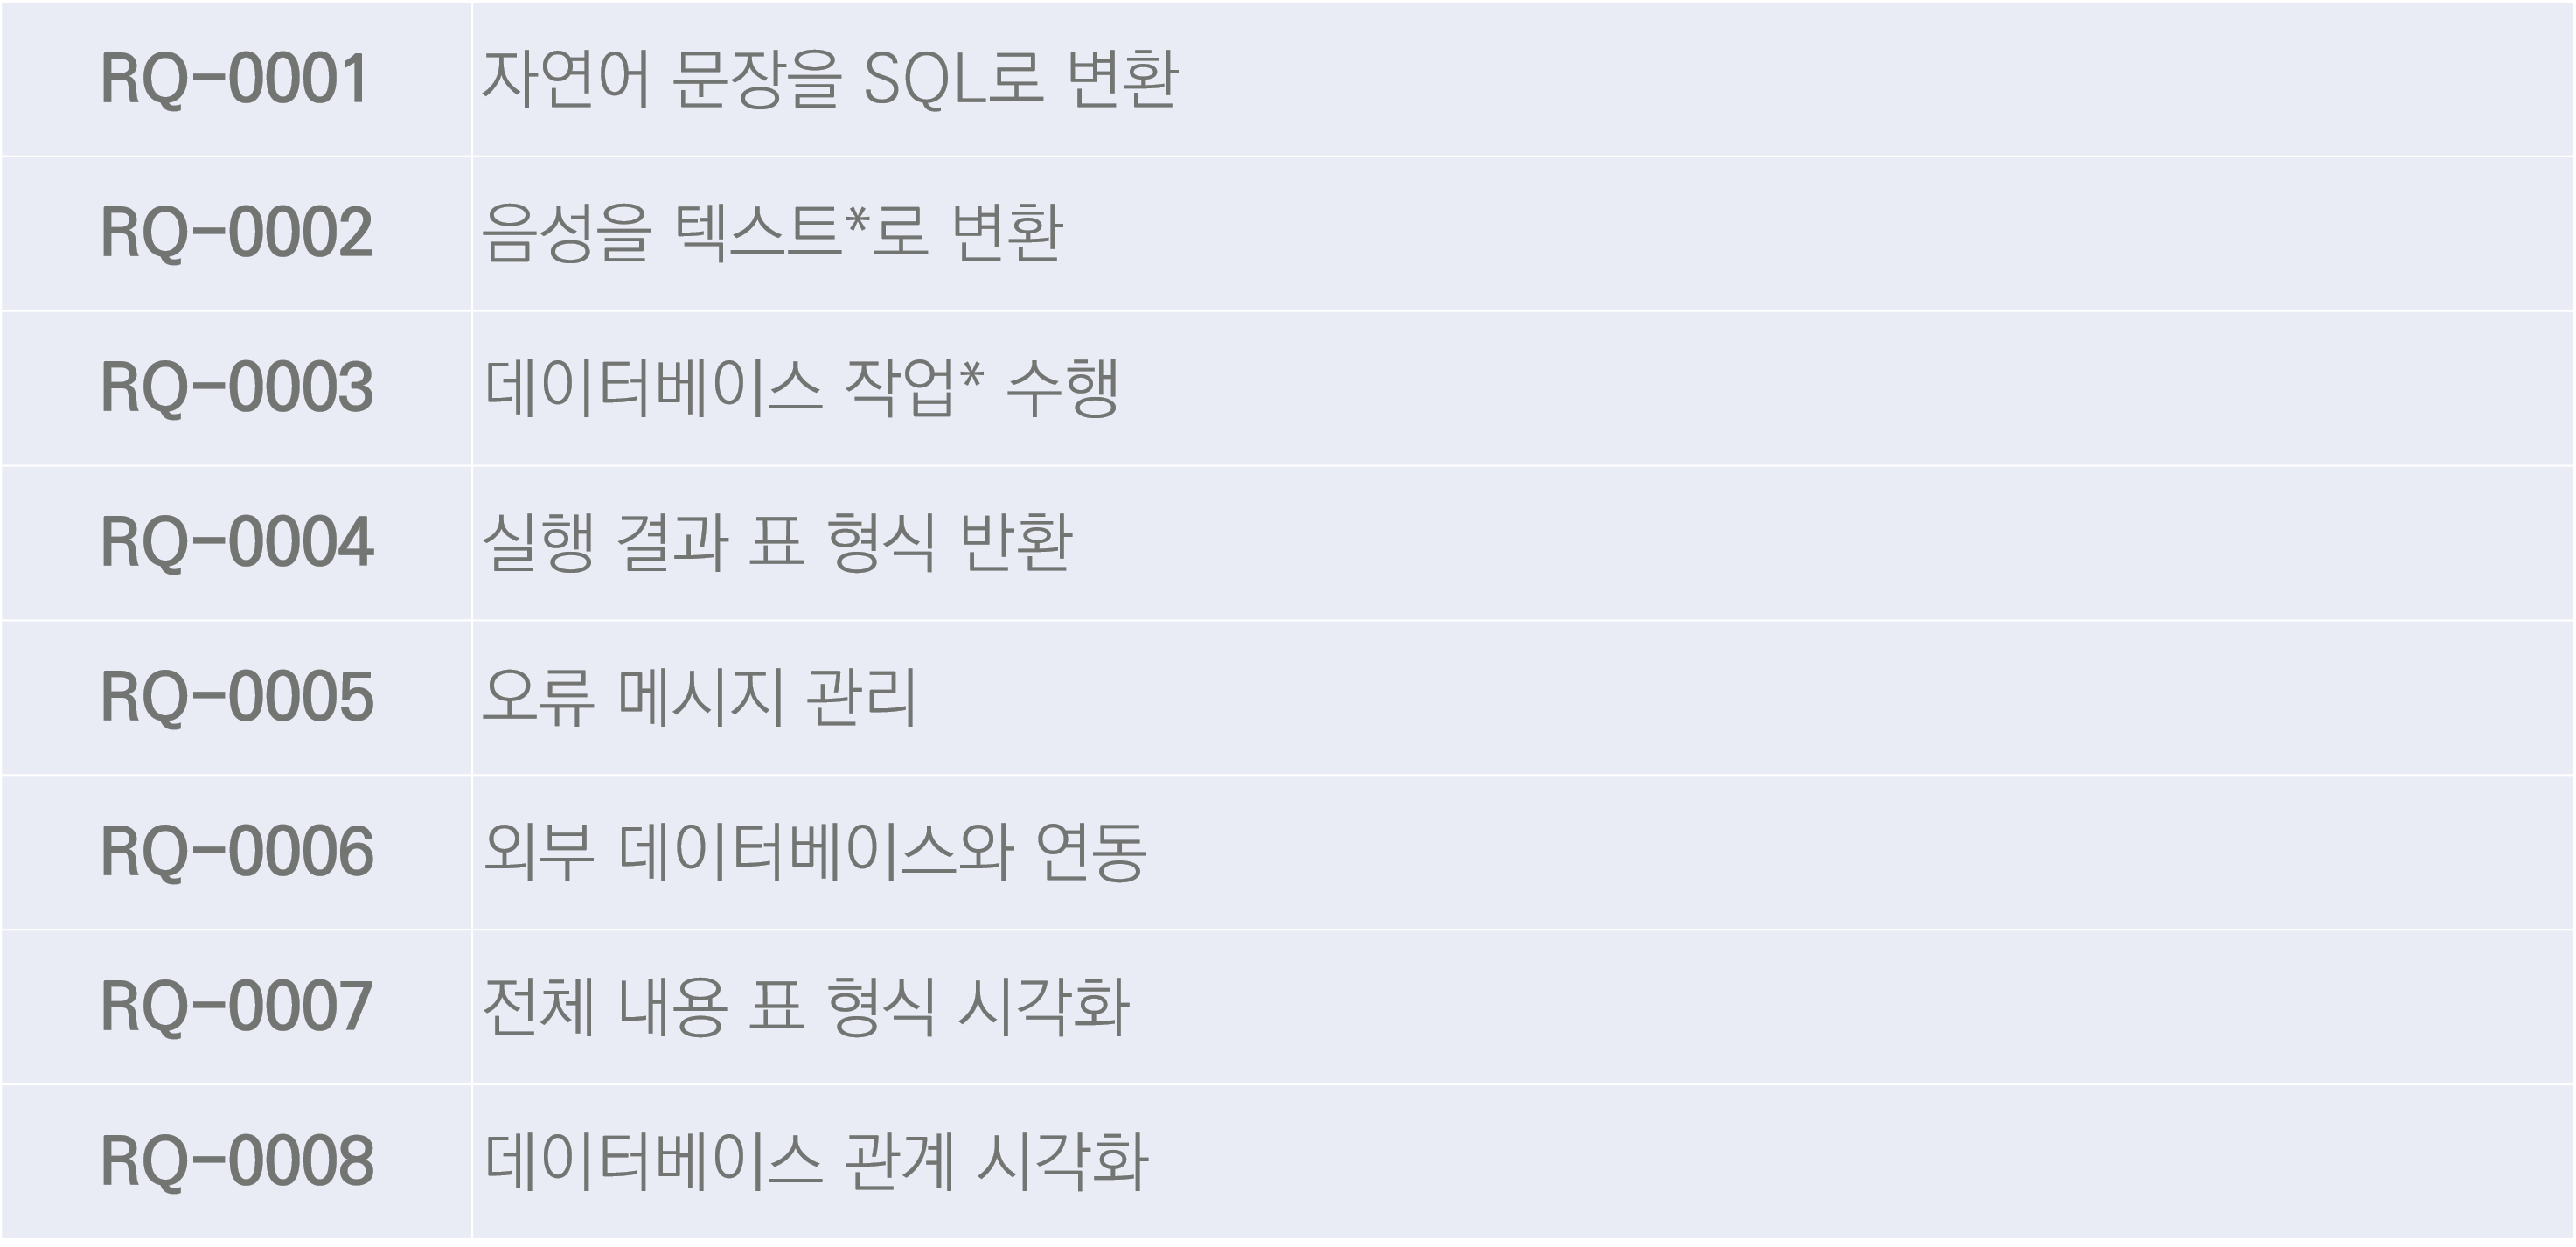 RQ-0001 자연어 문장을 SQL로 변환
RQ-0002 음성을 텍스트*로 변환
RQ-0003 데이터베이스 작업* 수행
RQ-0004 실행 결과 표 형식 반환
RQ-0005 오류 메시지 관리
RQ-0006 외부 데이터베이스와 연동
RQ-0007 전체 내용 표 형식 시각화
RQ-0008 데이터베이스 관계 시각화